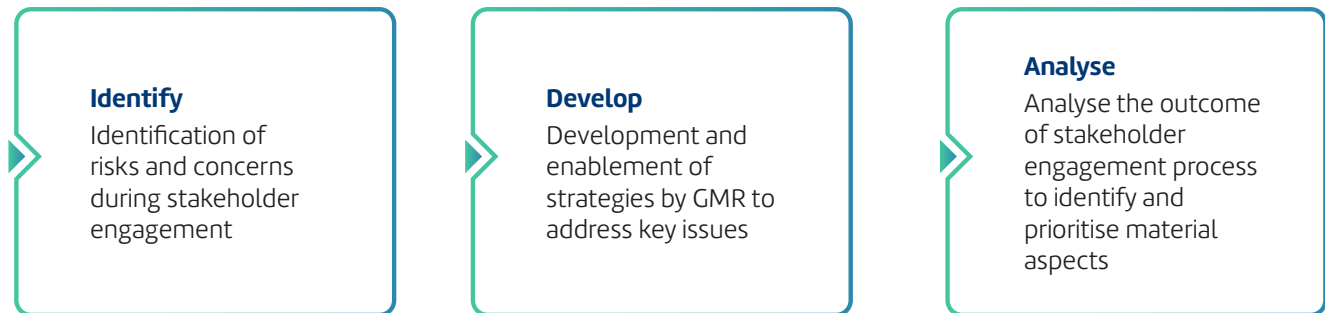 Identify
Identification of
risks and concerns
during stakeholder
engagement
Develop
Development and
enablement of
strategies by GMR to
address key issues
Analyse
Analyse the outcome
of stakeholder
engagement process
to identify and
prioritise material
aspects